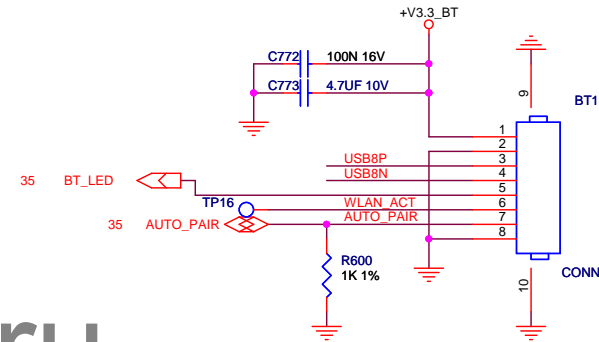 +V3.3_BT
C772 100N 16V
C773 4.7UF 10V
9
BT1
1
2
USB8P 3
USB8N 4
35 BT_LED 5
TP16 WLAN_ACT 6
35 AUTO_PAIR AUTO_PAIR 7
8
R600
1K 1%
CONN
10